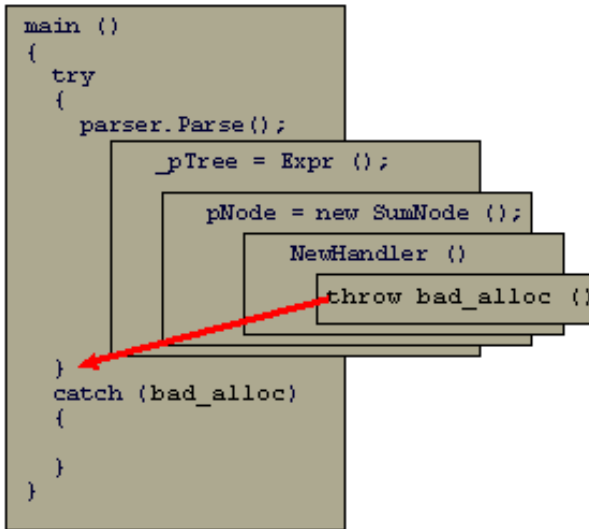 main ()
{
try
{
parser.Parse();
_pTree = Expr ();
pNode = new SumNode ();
NewHandler ()
throw bad_alloc ()
}
catch (bad_alloc)
{
}
}